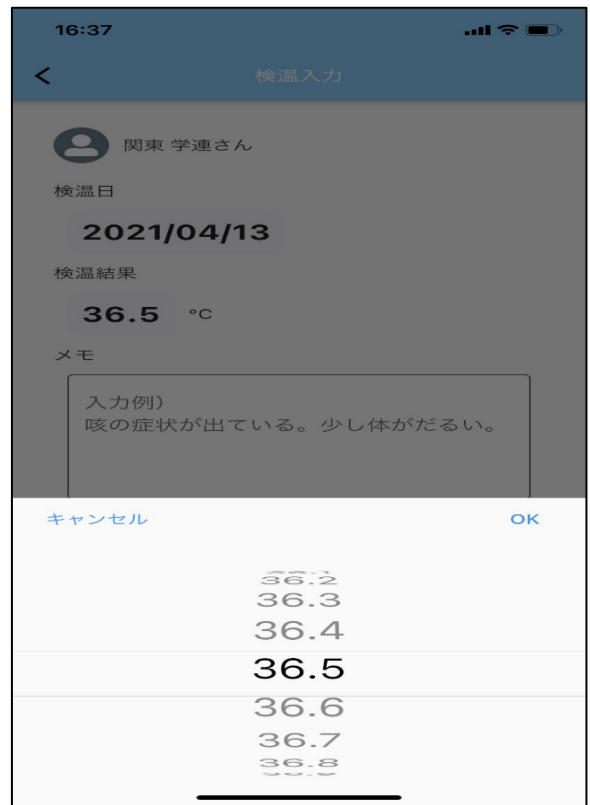 16:37
検温入力
関東 学連さん
検温日
2021/04/13
検温結果
36.5 °C
メモ
入力例)
咳の症状が出ている。少し体がだるい。
キャンセル
OK
36.2
36.3
36.4
36.5
36.6
36.7
36.8